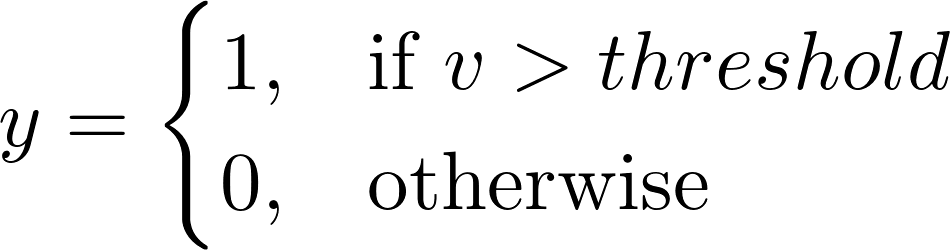 y = { 1, if v > threshold
0, otherwise